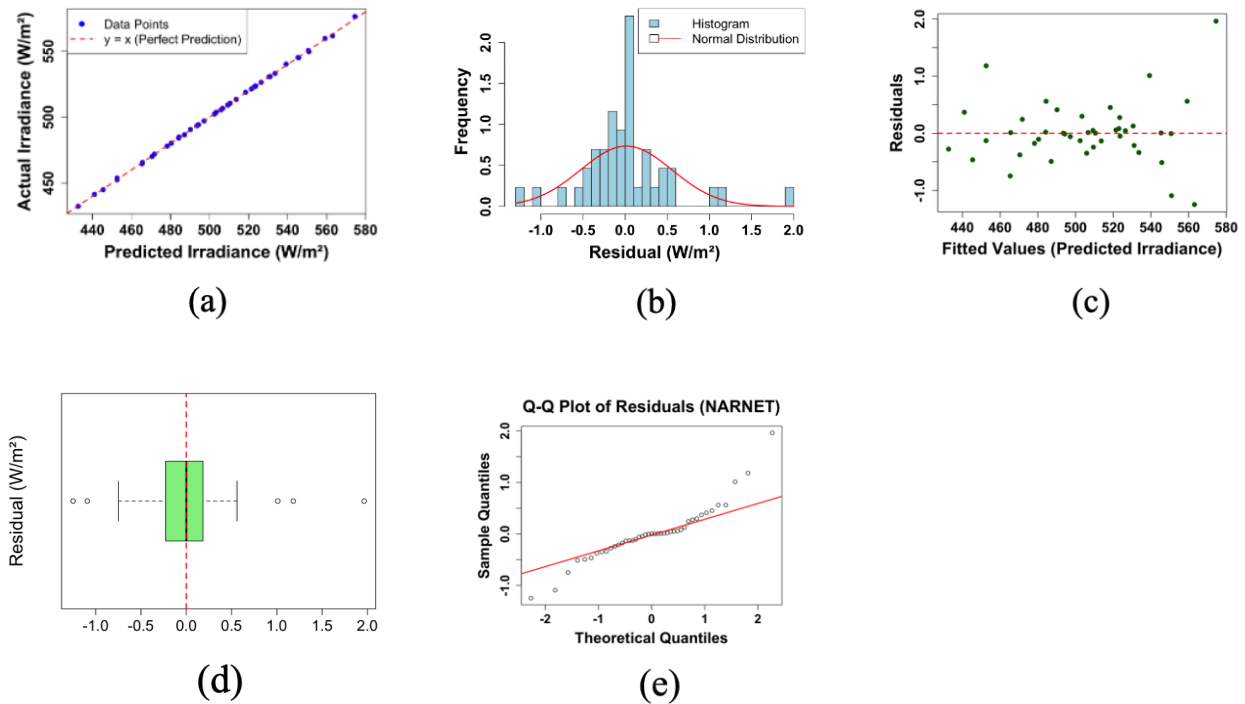 Data Points
y = x (Perfect Prediction)
Actual Irradiance (W/m²)
450 500 550
440 460 480 500 520 540 560 580
Predicted Irradiance (W/m²)
(a)
Histogram
Normal Distribution
Frequency
0.0 0.5 1.0 1.5 2.0
-1.0 -0.5 0.0 0.5 1.0 1.5 2.0
Residual (W/m²)
(b)
Residuals
-1.0 0.0 1.0 2.0
440 460 480 500 520 540 560 580
Fitted Values (Predicted Irradiance)
(c)
Residual (W/m²)
-1.0 -0.5 0.0 0.5 1.0 1.5 2.0
(d)
Q-Q Plot of Residuals (NARNET)
Sample Quantiles
-1.0 0.0 1.0 2.0
-2 -1 0 1 2
Theoretical Quantiles
(e)